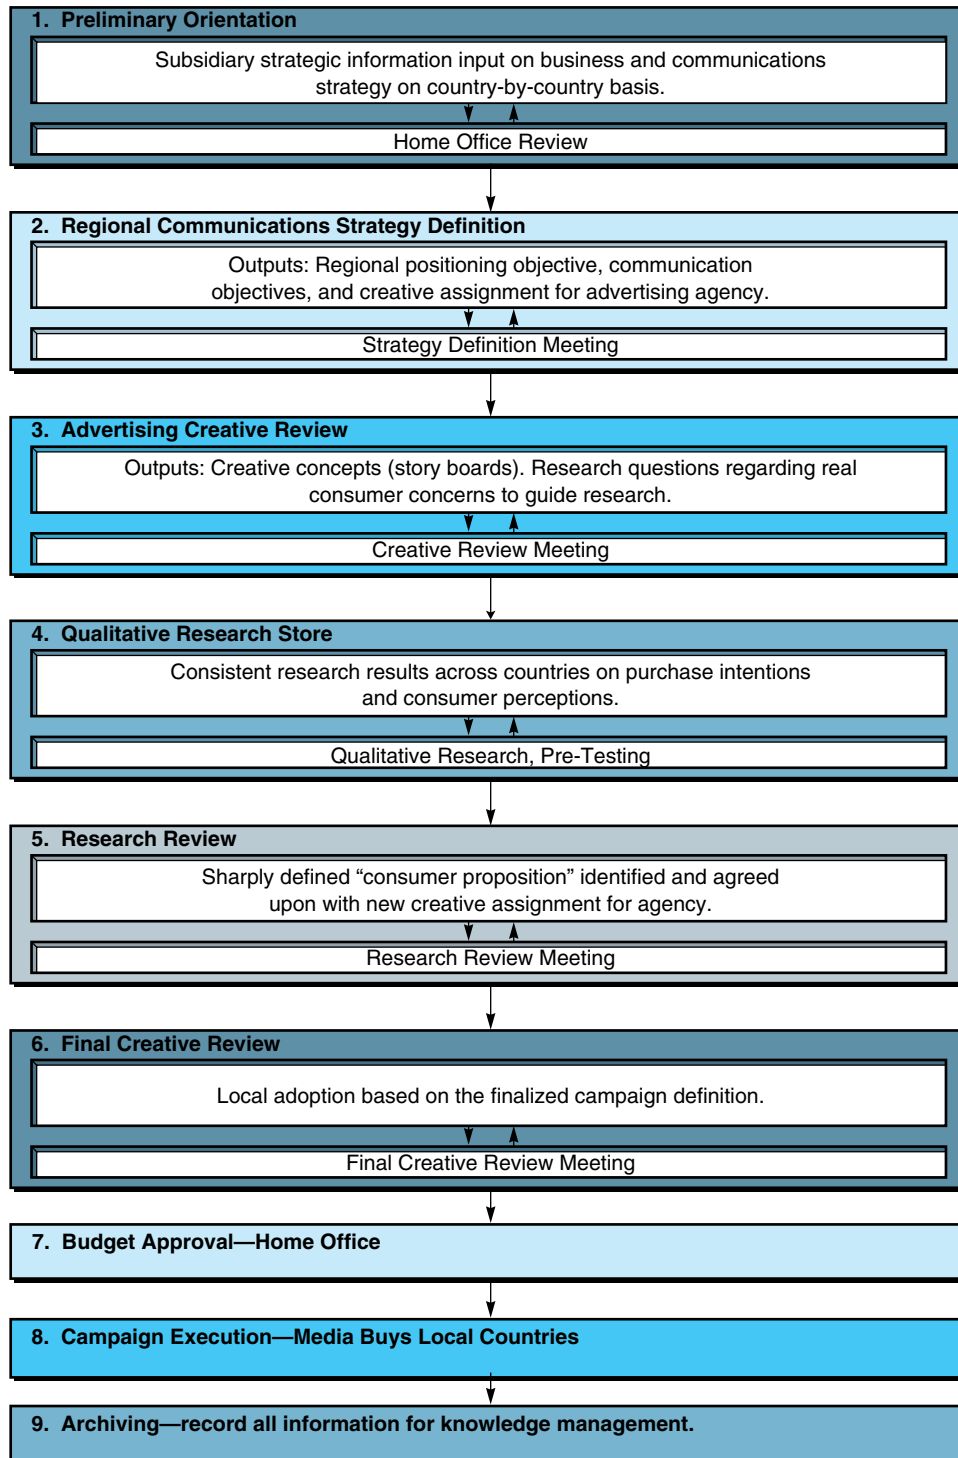 1. Preliminary Orientation
Subsidiary strategic information input on business and communications
strategy on country-by-country basis.
Home Office Review
2. Regional Communications Strategy Definition
Outputs: Regional positioning objective, communication
objectives, and creative assignment for advertising agency.
Strategy Definition Meeting
3. Advertising Creative Review
Outputs: Creative concepts (story boards). Research questions regarding real
consumer concerns to guide research.
Creative Review Meeting
4. Qualitative Research Store
Consistent research results across countries on purchase intentions
and consumer perceptions.
Qualitative Research, Pre-Testing
5. Research Review
Sharply defined “consumer proposition” identified and agreed
upon with new creative assignment for agency.
Research Review Meeting
6. Final Creative Review
Local adoption based on the finalized campaign definition.
Final Creative Review Meeting
7. Budget Approval—Home Office
8. Campaign Execution—Media Buys Local Countries
9. Archiving—record all information for knowledge management.